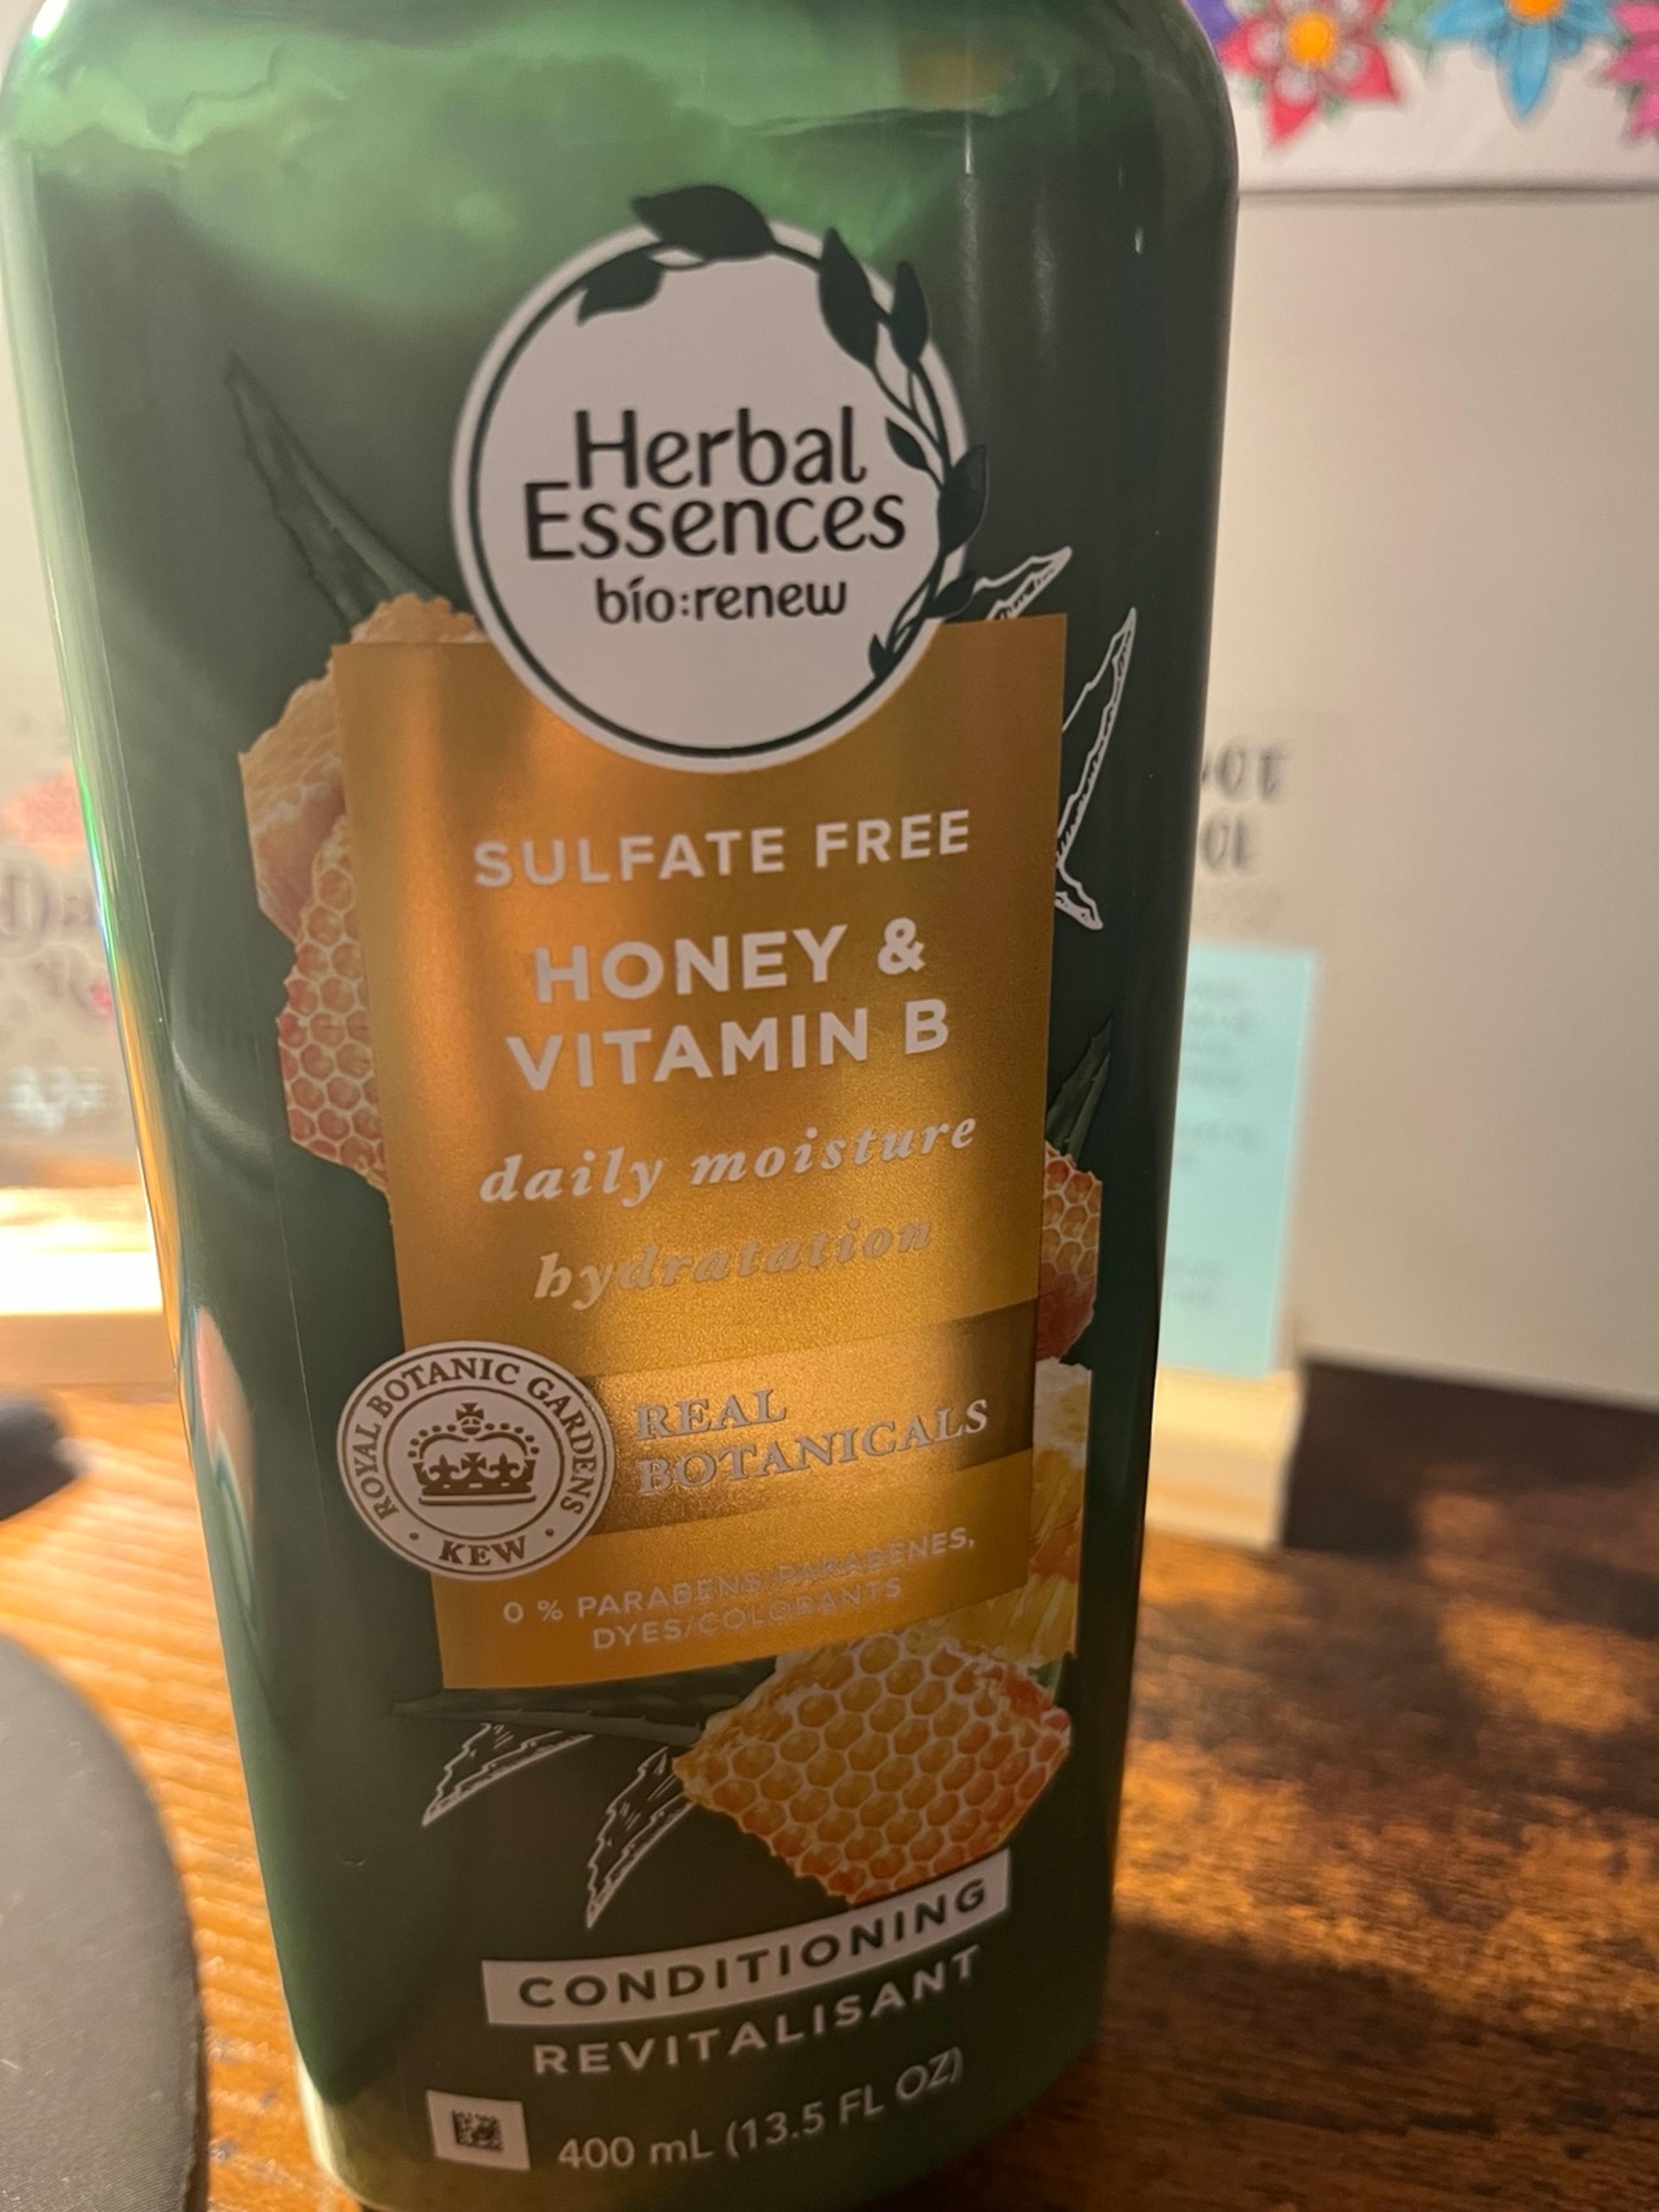 Herbal
Essences
bío:renew
SULFATE FREE
HONEY &
VITAMIN B
daily moisture
hydratation
ROYAL BOTANIC GARDENS
· KEW ·
REAL
BOTANICALS
0 % PARABENS/PARABÈNES,
DYES/COLORANTS
CONDITIONING
REVITALISANT
400 mL (13.5 FL OZ)